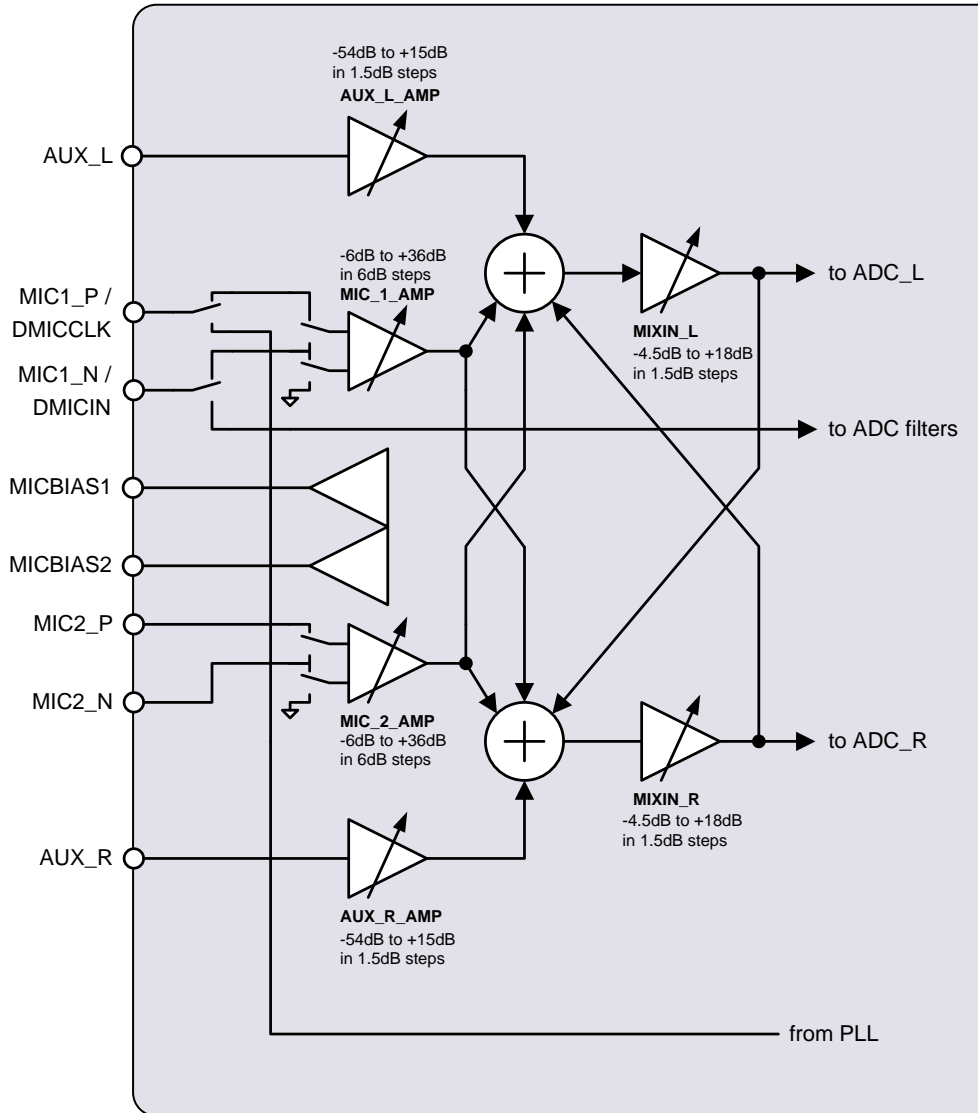 -54dB to +15dB
in 1.5dB steps
AUX_L_AMP
AUX_L
-6dB to +36dB
in 6dB steps
MIC_1_AMP
MIC1_P /
DMICCLK
to ADC_L
MIXIN_L
-4.5dB to +18dB
in 1.5dB steps
MIC1_N /
DMICIN
to ADC filters
MICBIAS1
MICBIAS2
MIC2_P
MIC2_N
MIC_2_AMP
-6dB to +36dB
in 6dB steps
to ADC_R
MIXIN_R
-4.5dB to +18dB
in 1.5dB steps
AUX_R
AUX_R_AMP
-54dB to +15dB
in 1.5dB steps
from PLL